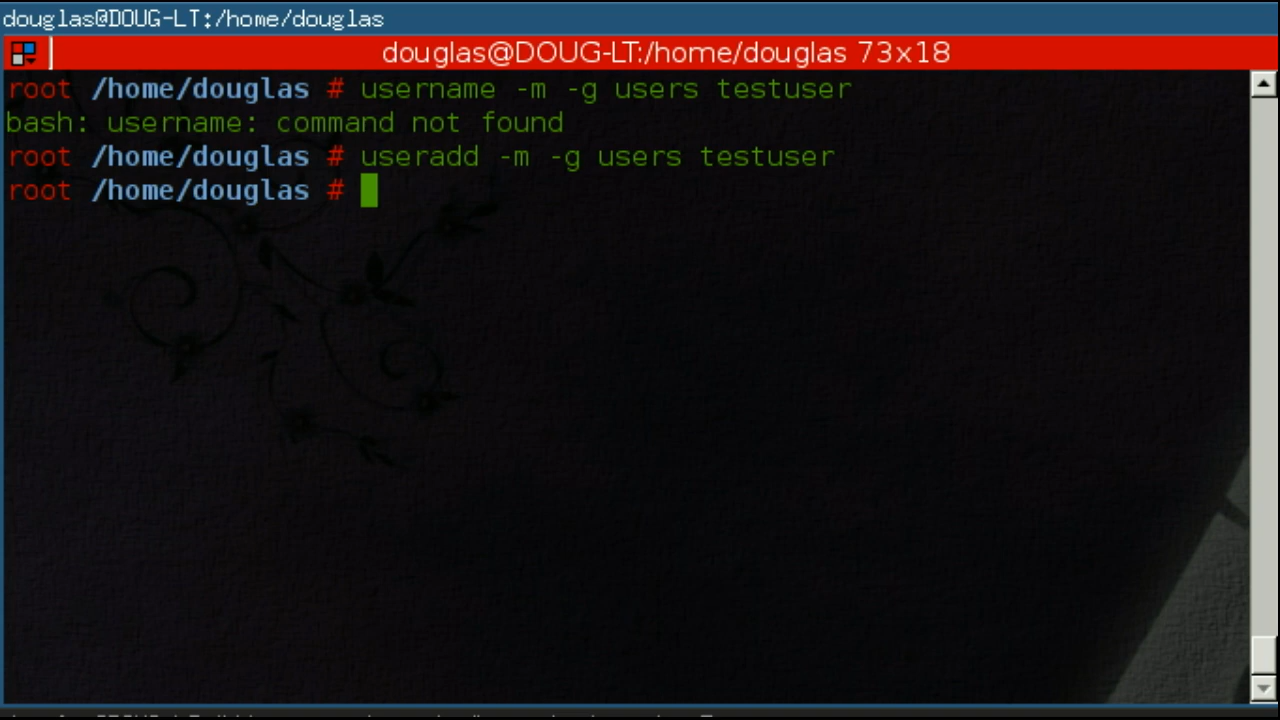 douglas@DOUG-LT:/home/douglas
douglas@DOUG-LT:/home/douglas 73x18
root /home/douglas # username -m -g users testuser
bash: username: command not found
root /home/douglas # useradd -m -g users testuser
root /home/douglas #